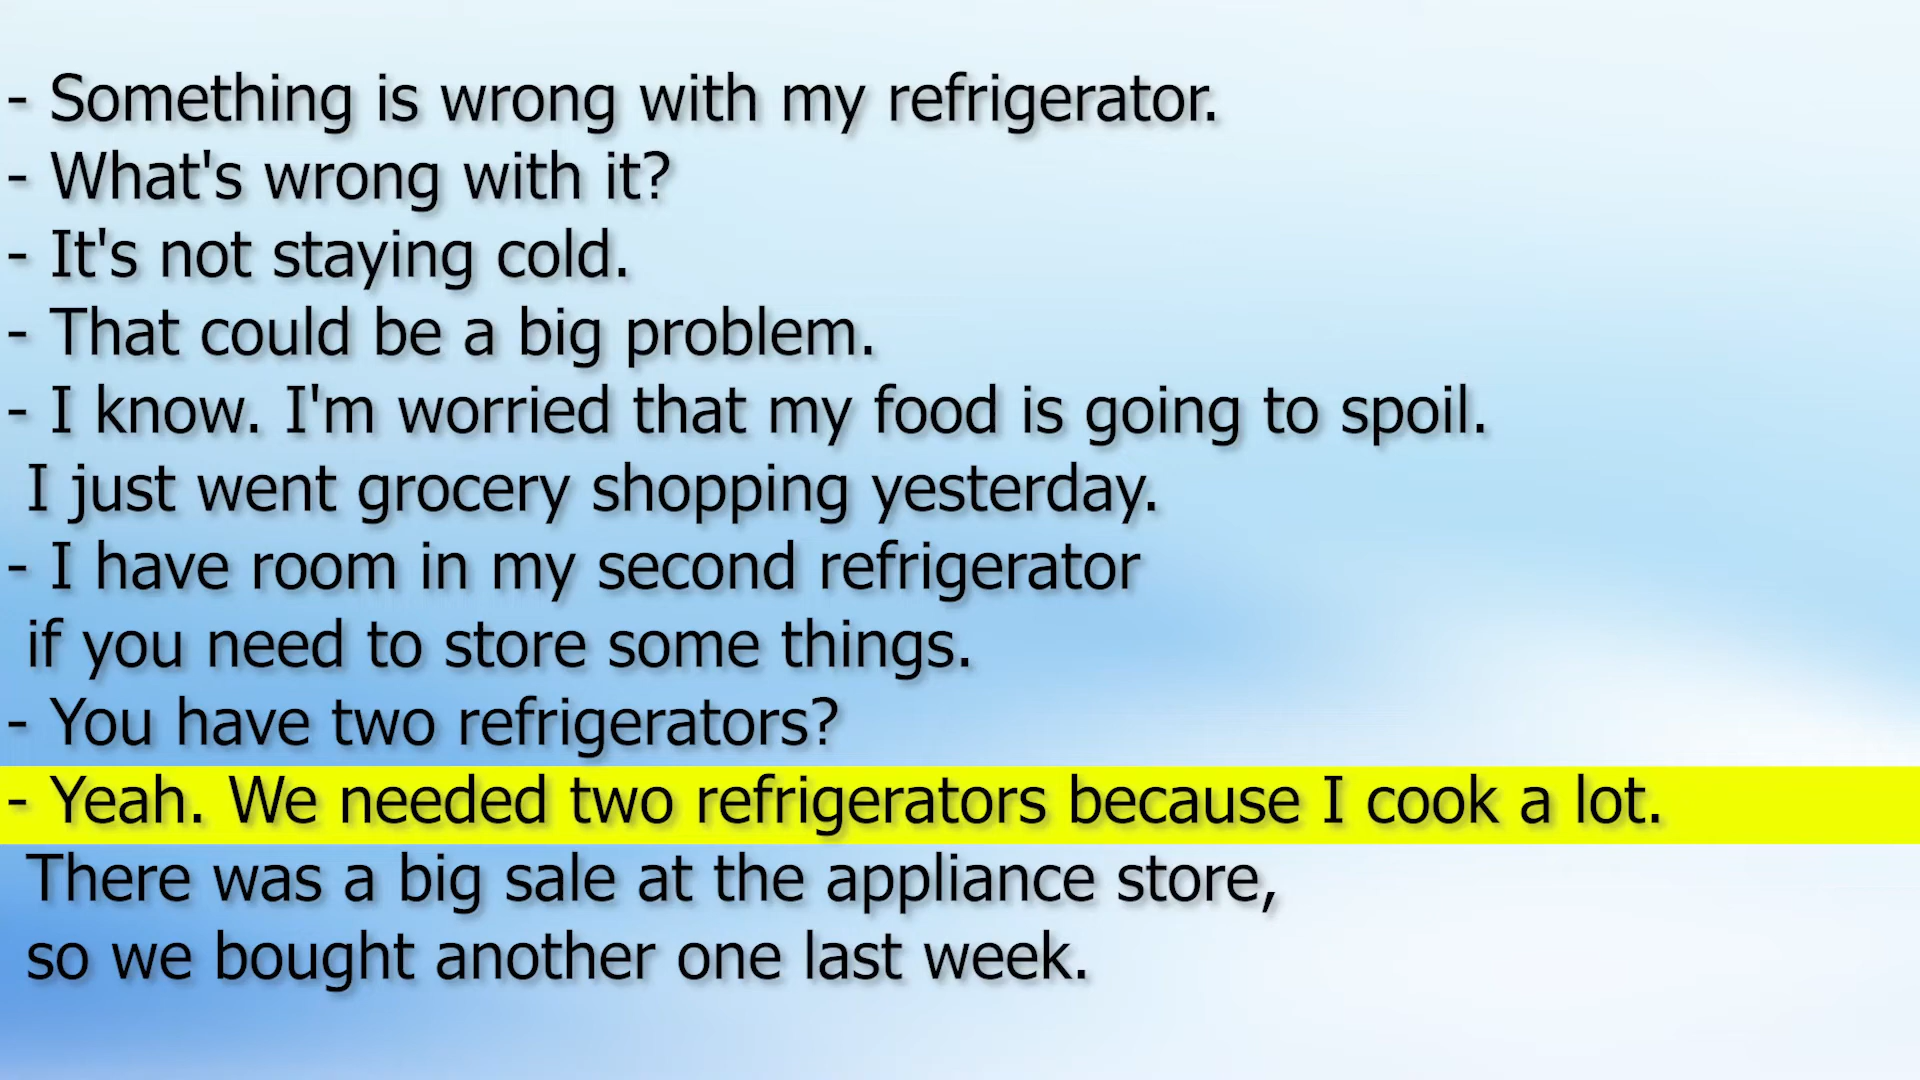 - Something is wrong with my refrigerator.
- What's wrong with it?
- It's not staying cold.
- That could be a big problem.
- I know. I'm worried that my food is going to spoil.
I just went grocery shopping yesterday.
- I have room in my second refrigerator
if you need to store some things.
- You have two refrigerators?
- Yeah. We needed two refrigerators because I cook a lot.
There was a big sale at the appliance store,
so we bought another one last week.